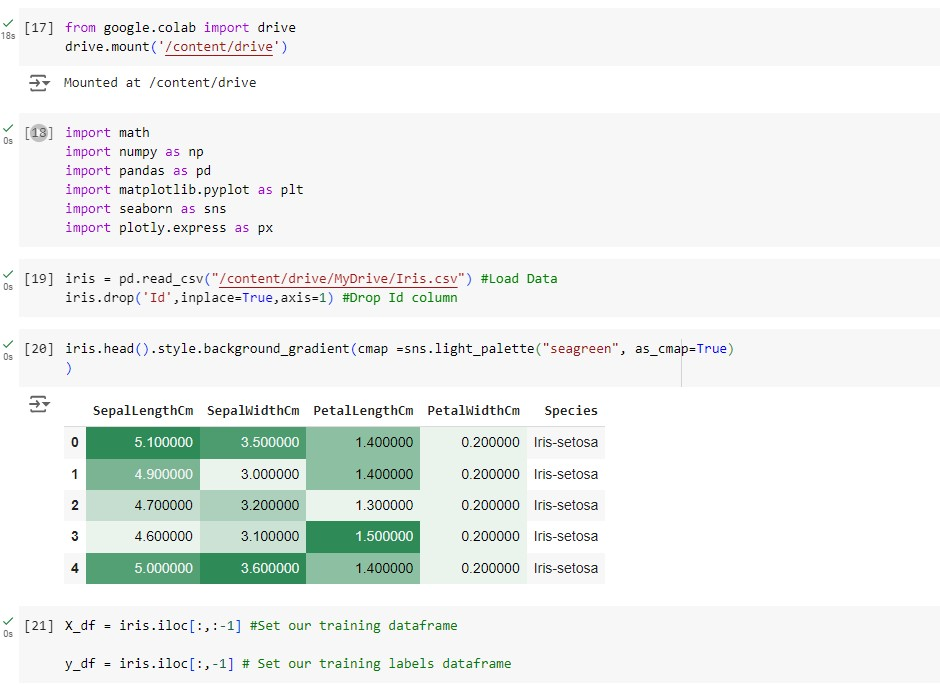 [17] from google.colab import drive
drive.mount('/content/drive')
18s
Mounted at /content/drive
[18] import math
0s
import numpy as np
import pandas as pd
import matplotlib.pyplot as plt
import seaborn as sns
import plotly.express as px
[19] iris = pd.read_csv("/content/drive/MyDrive/Iris.csv") #Load Data
0s
iris.drop('Id',inplace=True,axis=1) #Drop Id column
[20] iris.head().style.background_gradient(cmap =sns.light_palette("seagreen", as_cmap=True)
0s
)
SepalLengthCm SepalWidthCm PetalLengthCm PetalWidthCm Species
0 5.100000 3.500000 1.400000 0.200000 Iris-setosa
1 4.900000 3.000000 1.400000 0.200000 Iris-setosa
2 4.700000 3.200000 1.300000 0.200000 Iris-setosa
3 4.600000 3.100000 1.500000 0.200000 Iris-setosa
4 5.000000 3.600000 1.400000 0.200000 Iris-setosa
[21] X_df = iris.iloc[:,:-1] #Set our training dataframe
0s
y_df = iris.iloc[:,-1] # Set our training labels dataframe